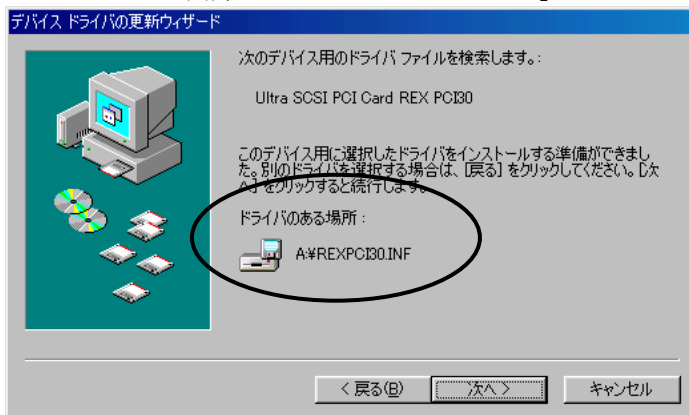 デバイス ドライバの更新ウィザード
次のデバイス用のドライバ ファイルを検索します。:
Ultra SCSI PCI Card REX PCI30
このデバイス用に選択したドライバをインストールする準備ができまし
た。別のドライバを選択する場合は、[戻る] をクリックしてください。[次
へ] をクリックすると続行します。
ドライバのある場所:
A:¥REXPCI30.INF
< 戻る(B)
次へ >
キャンセル